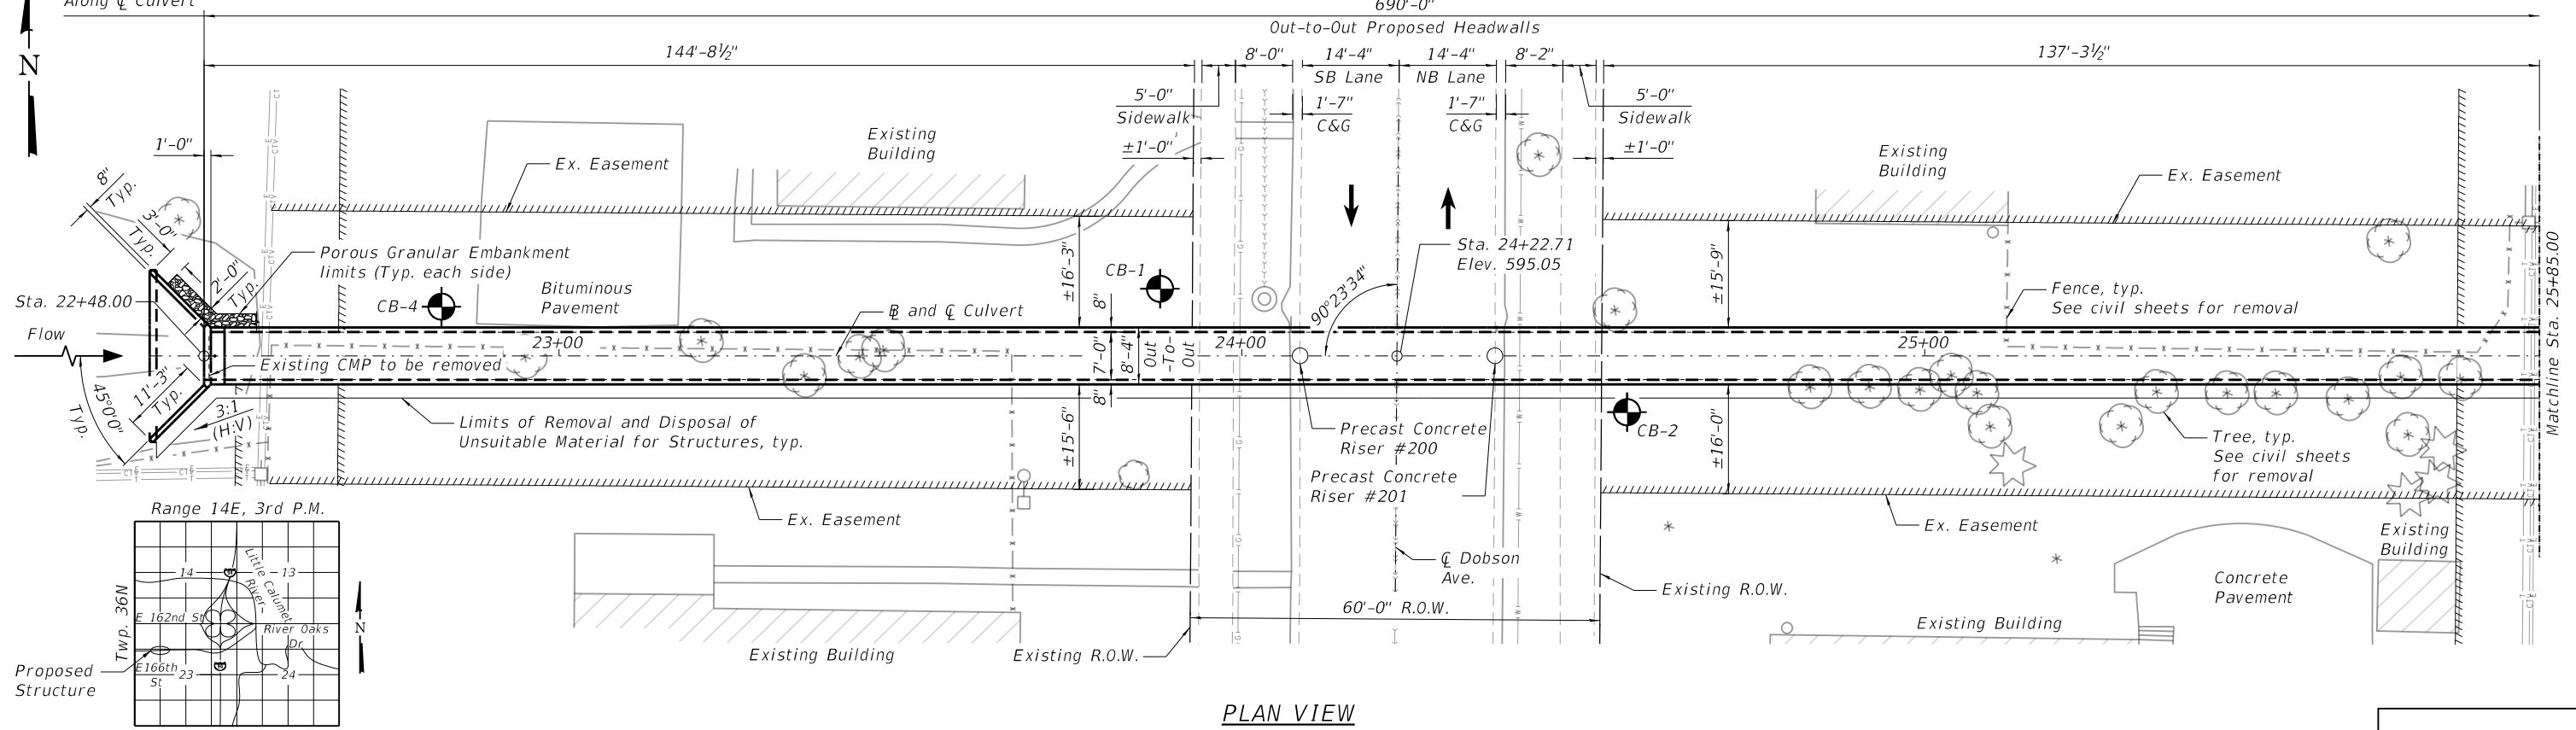 Along ℄ Culvert
690'-0"
Out-to-Out Proposed Headwalls
144'-8½"
8'-0"
14'-4"
14'-4"
8'-2"
137'-3½"
SB Lane
NB Lane
N
5'-0"
Sidewalk
1'-7"
C&G
1'-7"
C&G
5'-0"
Sidewalk
±1'-0"
±1'-0"
1'-0"
8"
Typ.
3'-0"
Typ.
2'-0"
Typ.
Existing
Building
Ex. Easement
Existing
Building
Ex. Easement
Porous Granular Embankment
limits (Typ. each side)
Sta. 22+48.00
Flow
CB-4
Bituminous
Pavement
±16'-3"
CB-1
8"
90°23'34"
Sta. 24+22.71
Elev. 595.05
±15'-9"
Fence, typ.
See civil sheets for removal
Matchline Sta. 25+85.00
B and ℄ Culvert
23+00
24+00
25+00
Existing CMP to be removed
7'-0"
8'-4"
Out
-To-
Out
8"
11'-3"
Typ.
45°0'0"
Typ.
3:1
(H:V)
Limits of Removal and Disposal of
Unsuitable Material for Structures, typ.
±15'-6"
Precast Concrete
Riser #200
Precast Concrete
Riser #201
CB-2
±16'-0"
Tree, typ.
See civil sheets
for removal
Ex. Easement
Ex. Easement
Existing
Building
℄ Dobson
Ave.
Existing R.O.W.
60'-0" R.O.W.
Existing R.O.W.
Existing Building
Existing Building
Concrete
Pavement
Range 14E, 3rd P.M.
Twp. 36N
14
13
Little Calumet
River
E 162nd St
River Oaks
Dr
E166th
St
23
24
N
Proposed
Structure
PLAN VIEW